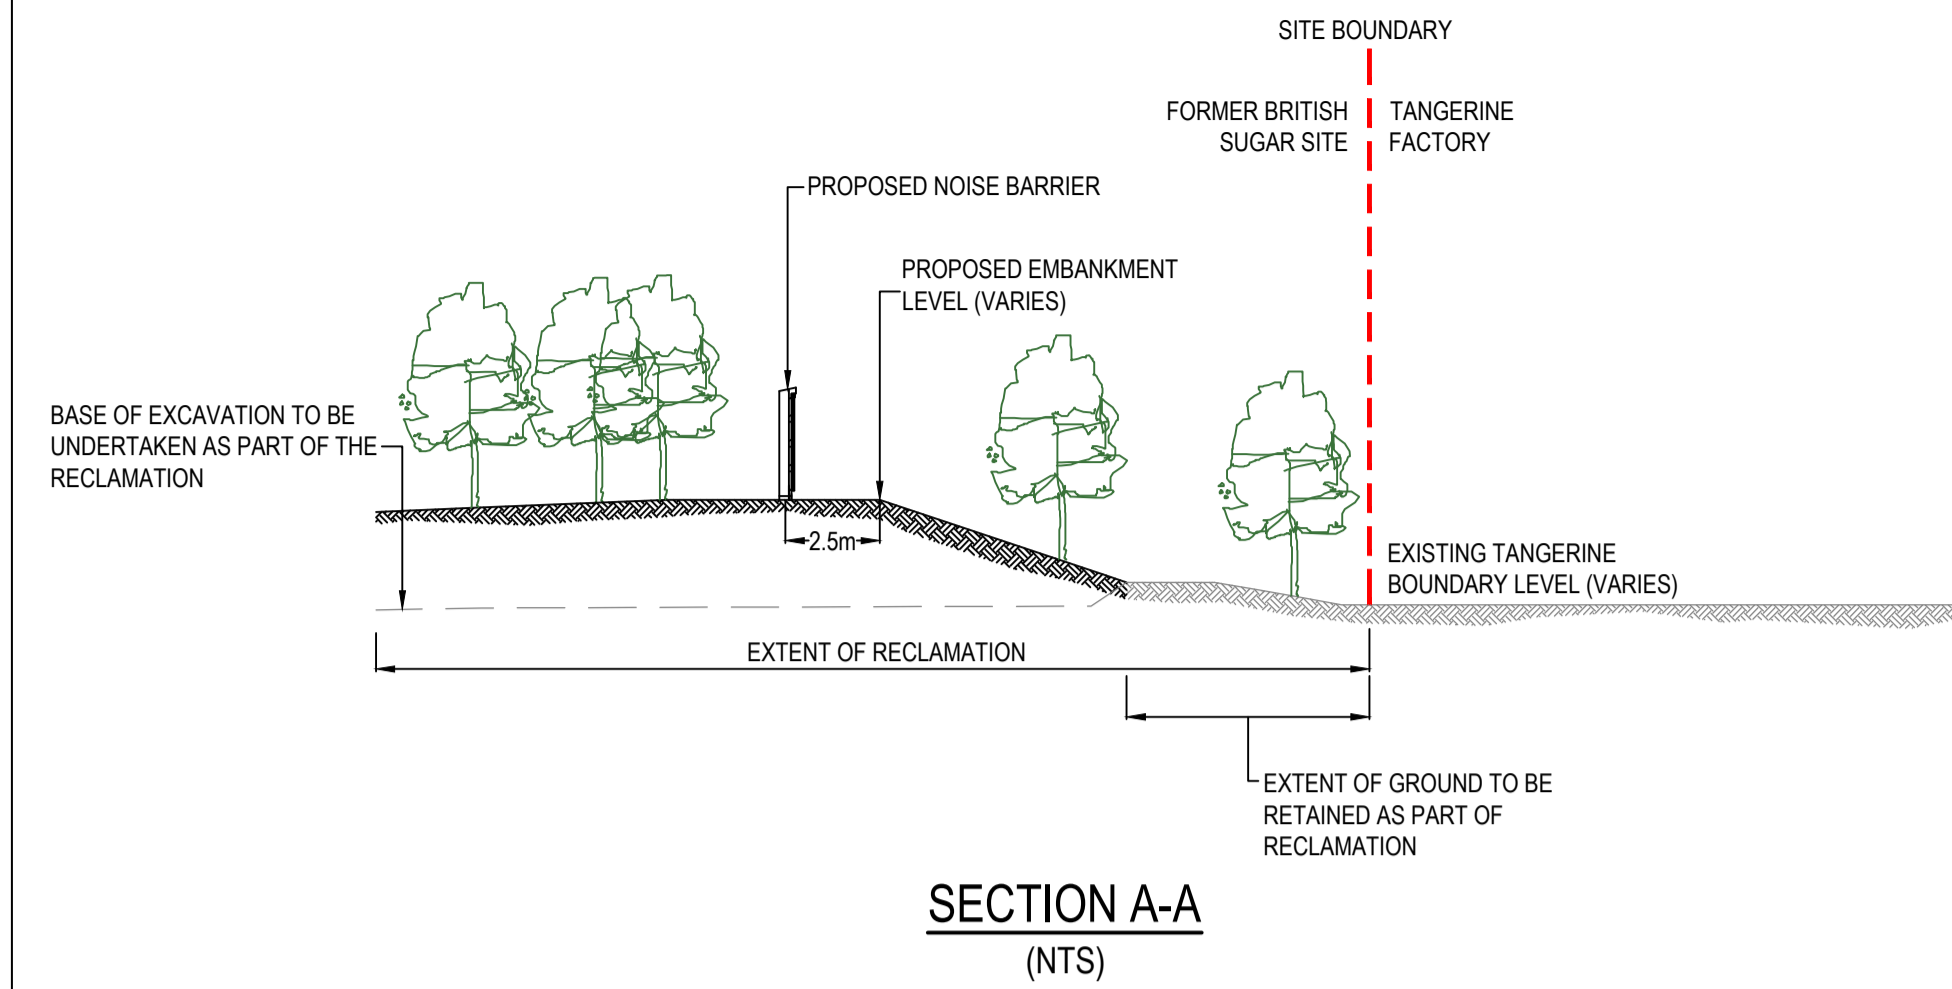 SITE BOUNDARY
FORMER BRITISH
SUGAR SITE
TANGERINE
FACTORY
PROPOSED NOISE BARRIER
PROPOSED EMBANKMENT
LEVEL (VARIES)
BASE OF EXCAVATION TO BE
UNDERTAKEN AS PART OF THE
RECLAMATION
2.5m
EXISTING TANGERINE
BOUNDARY LEVEL (VARIES)
EXTENT OF RECLAMATION
EXTENT OF GROUND TO BE
RETAINED AS PART OF
RECLAMATION
SECTION A-A
(NTS)